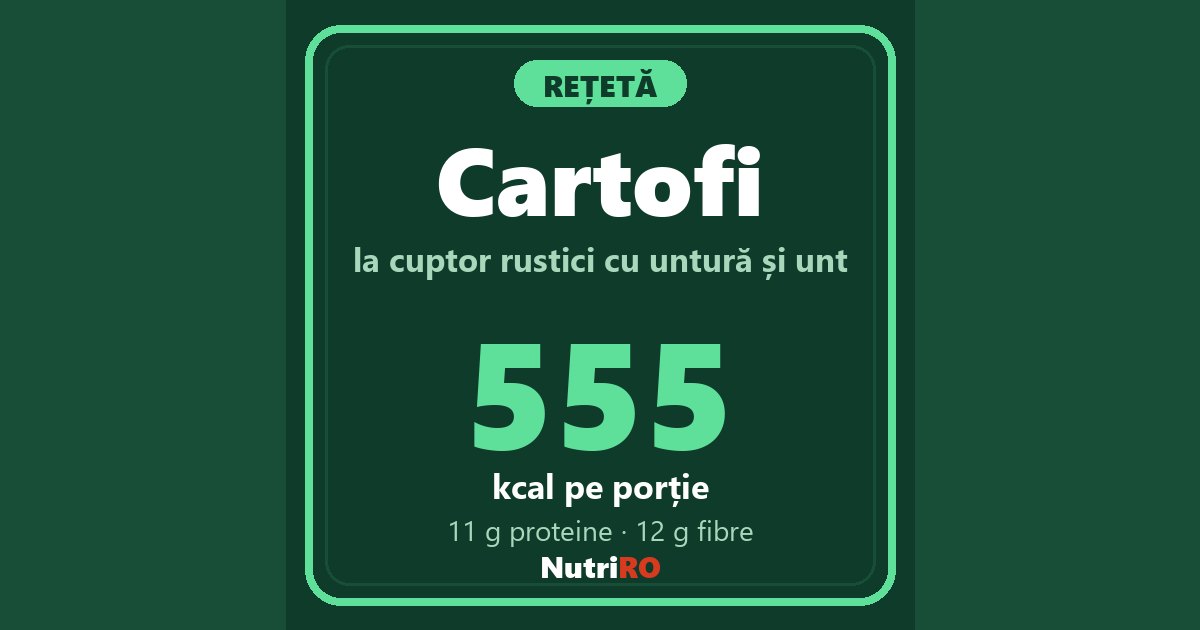 REȚETĂ
Cartofi
la cuptor rustici cu untură și unt
555
kcal pe porție
11 g proteine · 12 g fibre
NutriRO